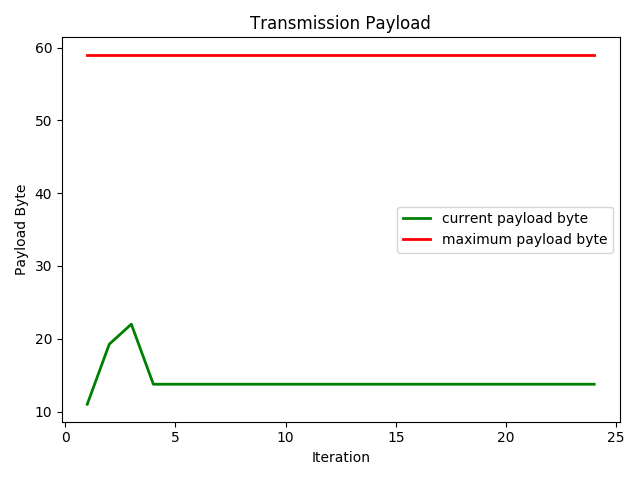 Transmission Payload
Payload Byte
60
50
40
30
20
10
current payload byte
maximum payload byte
0
5
10
15
20
25
Iteration